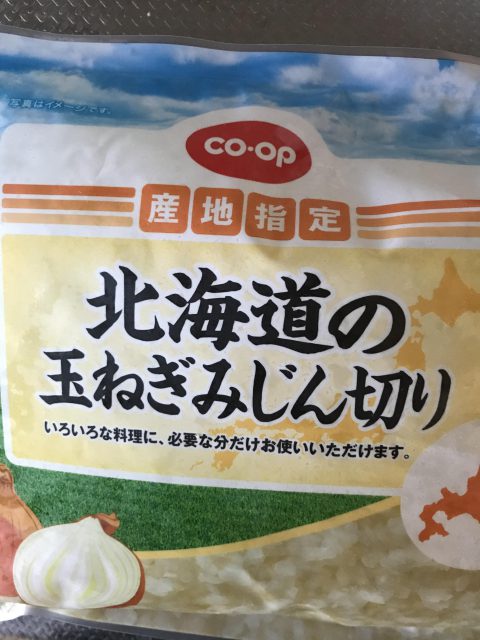 写真はイメージです。
CO・OP
産地指定
北海道の
玉ねぎみじん切り
いろいろな料理に、必要な分だけお使いいただけます。